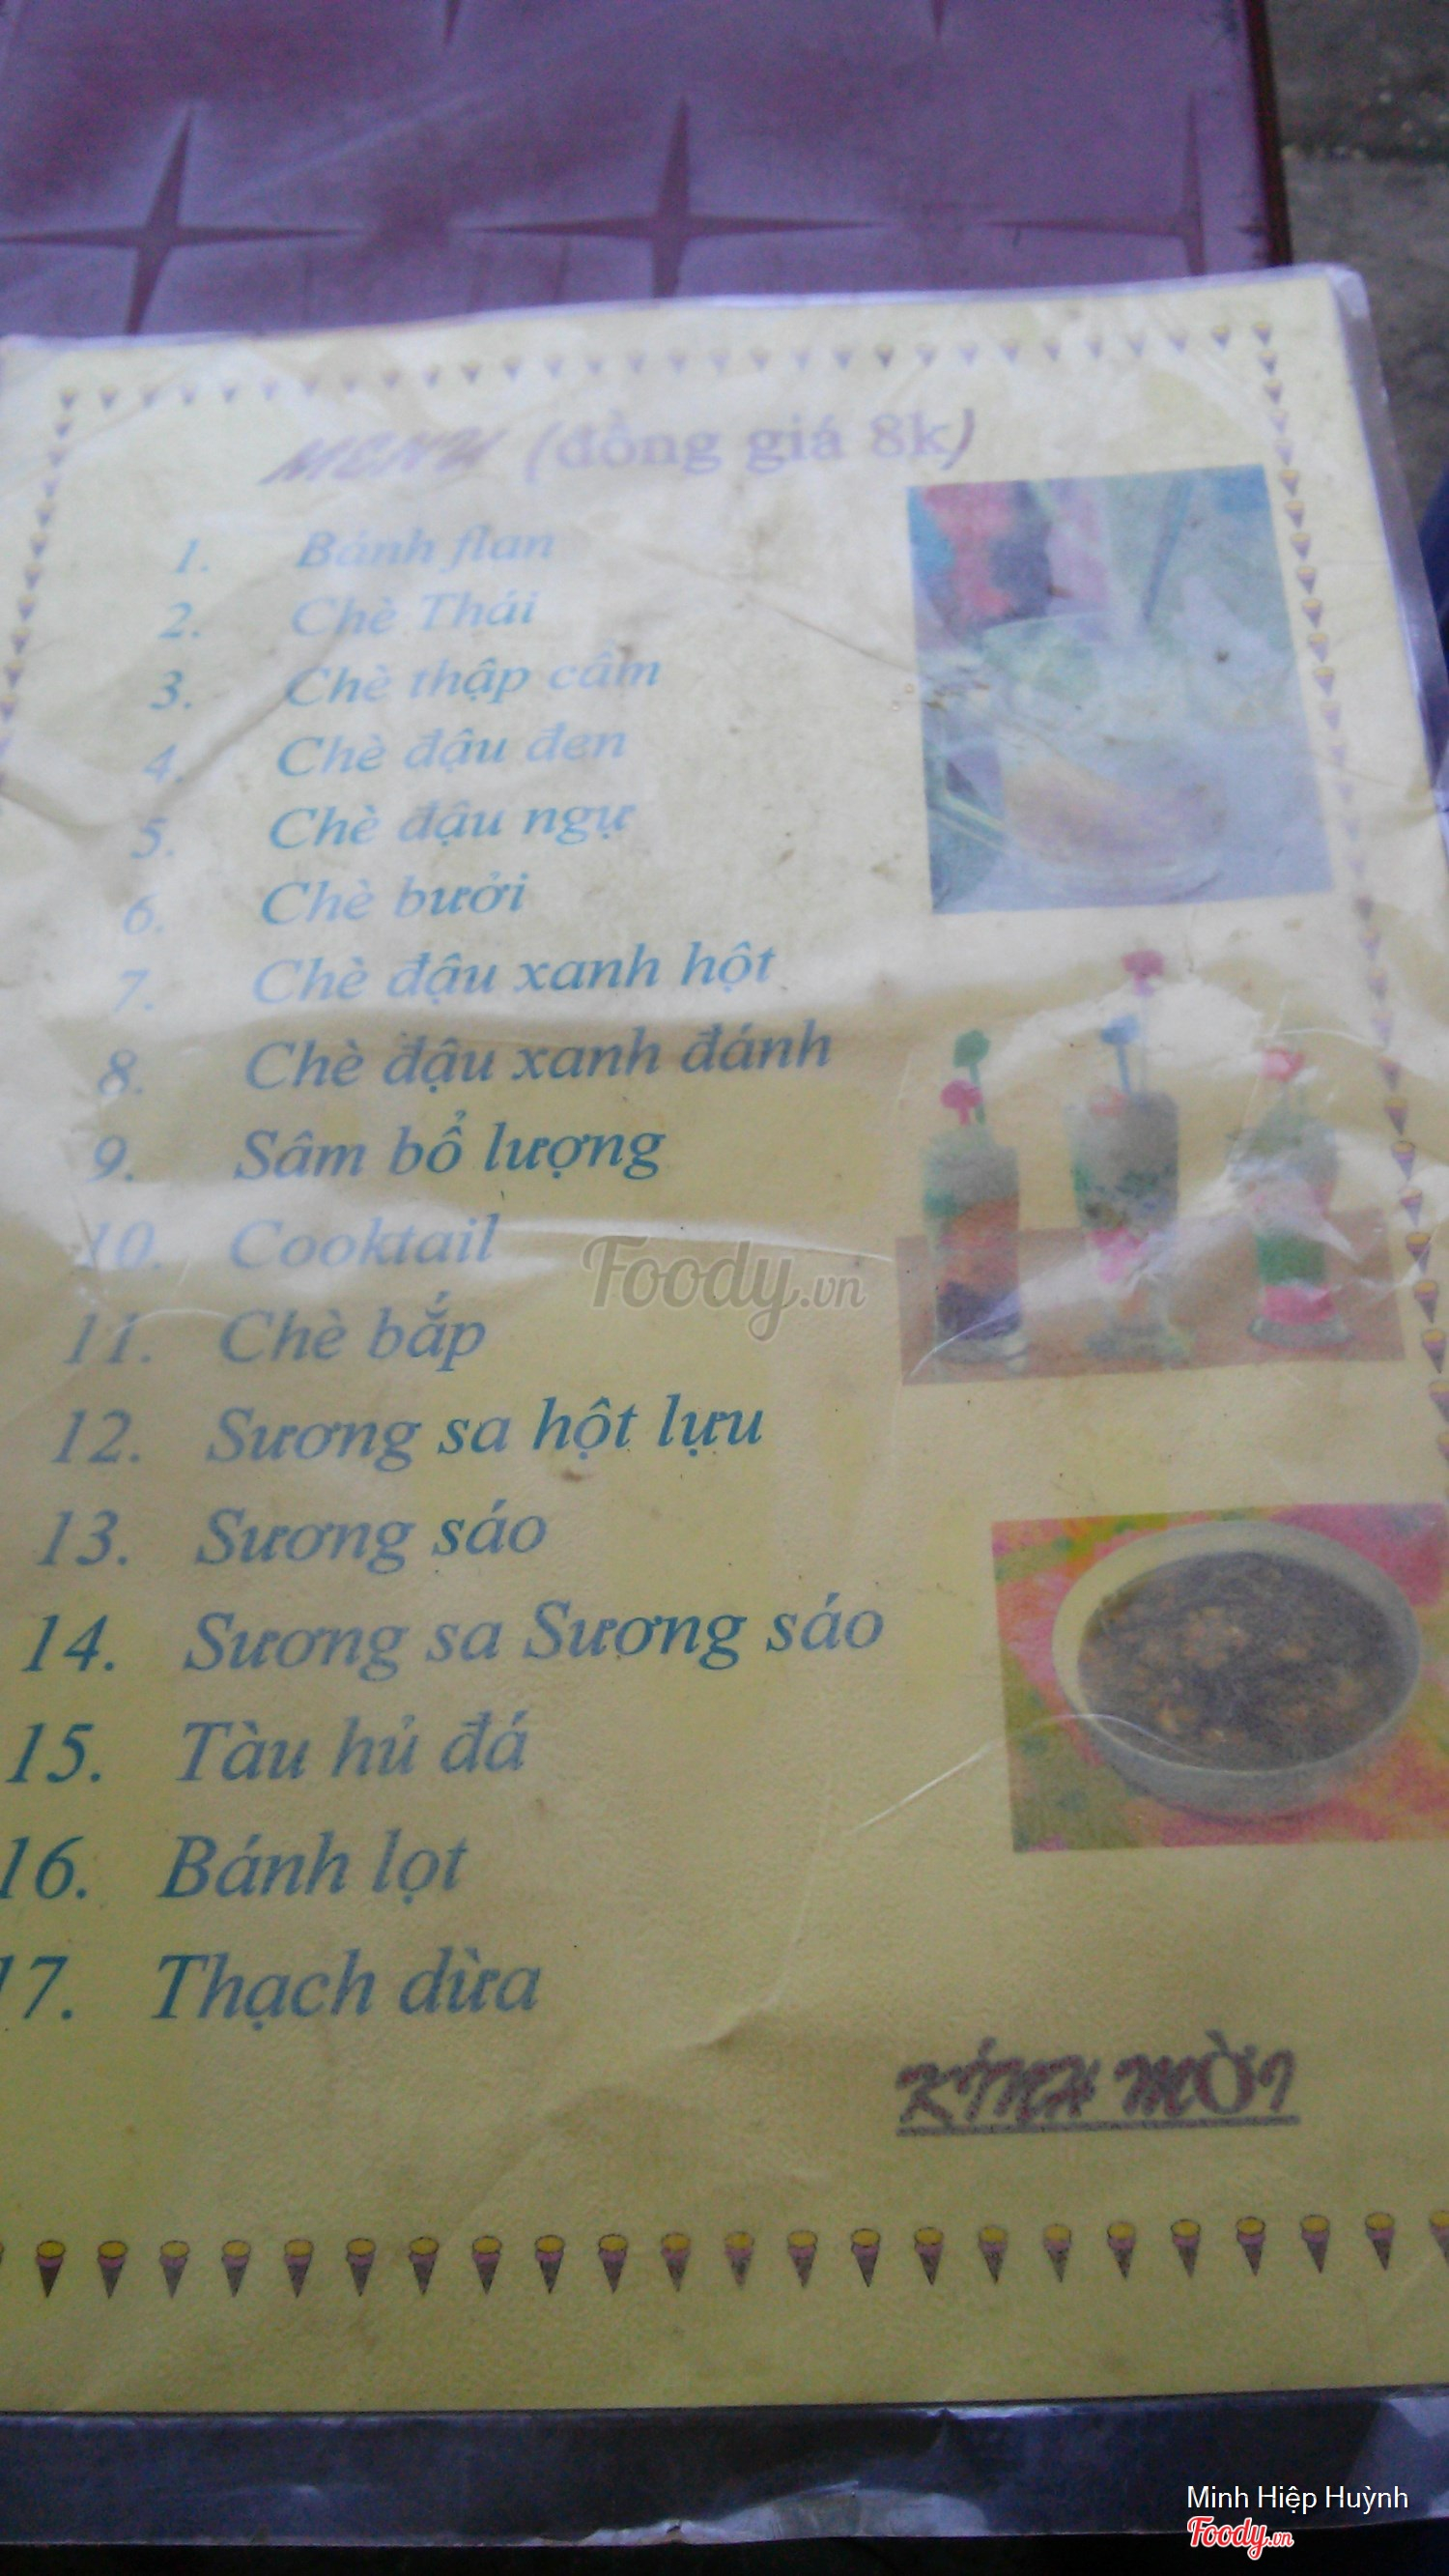 MENU (đồng giá 8k)
1. Bánh flan
2. Chè Thái
3. Chè thập cẩm
4. Chè đậu đen
5. Chè đậu ngự
6. Chè bưởi
7. Chè đậu xanh hột
8. Chè đậu xanh đánh
9. Sâm bổ lượng
10. Cooktail
Foody.vn
11. Chè bắp
12. Sương sa hột lựu
13. Sương sáo
14. Sương sa Sương sáo
15. Tàu hủ đá
16. Bánh lọt
17. Thạch dừa
KÍNH MỜI
Minh Hiệp Huỳnh
Foody.vn